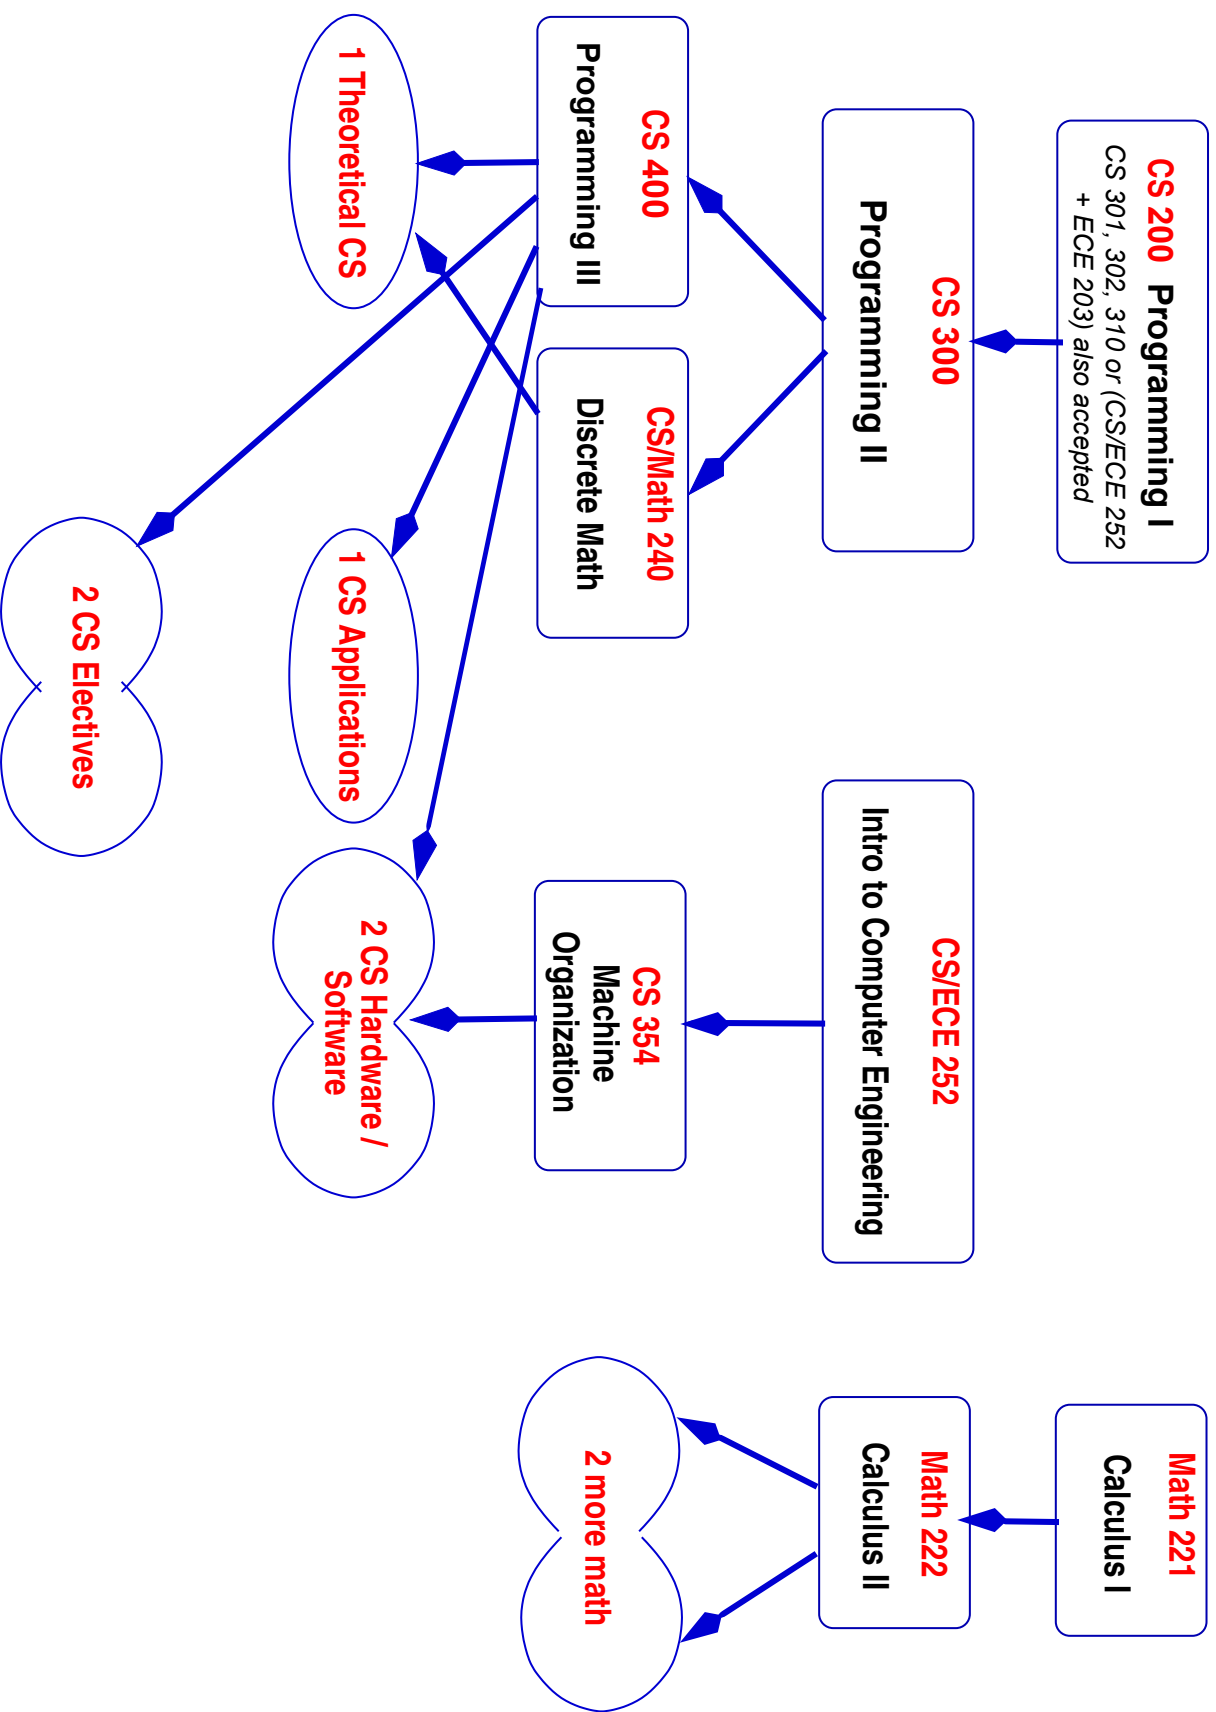 CS 200 Programming I
CS 301, 302, 310 or (CS/ECE 252
+ ECE 203) also accepted
Math 221
Calculus I
CS 300
Programming II
CS/ECE 252
Intro to Computer Engineering
Math 222
Calculus II
CS 400
Programming III
CS/Math 240
Discrete Math
CS 354
Machine
Organization
2 more math
1 Theoretical CS
1 CS Applications
2 CS Hardware /
Software
2 CS Electives